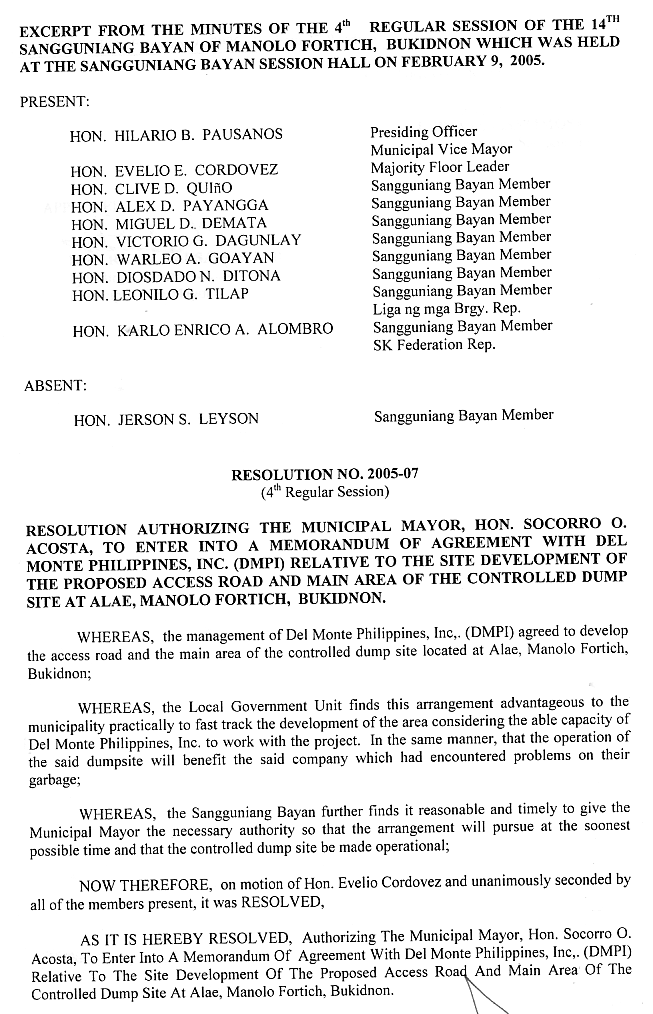 EXCERPT FROM THE MINUTES OF THE 4th REGULAR SESSION OF THE 14TH
SANGGUNIANG BAYAN OF MANOLO FORTICH, BUKIDNON WHICH WAS HELD
AT THE SANGGUNIANG BAYAN SESSION HALL ON FEBRUARY 9, 2005.
PRESENT:
HON. HILARIO B. PAUSANOS Presiding Officer
Municipal Vice Mayor
HON. EVELIO E. CORDOVEZ Majority Floor Leader
HON. CLIVE D. QUIñO Sangguniang Bayan Member
HON. ALEX D. PAYANGGA Sangguniang Bayan Member
HON. MIGUEL D. DEMATA Sangguniang Bayan Member
HON. VICTORIO G. DAGUNLAY Sangguniang Bayan Member
HON. WARLEO A. GOAYAN Sangguniang Bayan Member
HON. DIOSDADO N. DITONA Sangguniang Bayan Member
HON. LEONILO G. TILAP Sangguniang Bayan Member
Liga ng mga Brgy. Rep.
HON. KARLO ENRICO A. ALOMBRO Sangguniang Bayan Member
SK Federation Rep.
ABSENT:
HON. JERSON S. LEYSON Sangguniang Bayan Member
RESOLUTION NO. 2005-07
(4th Regular Session)
RESOLUTION AUTHORIZING THE MUNICIPAL MAYOR, HON. SOCORRO O.
ACOSTA, TO ENTER INTO A MEMORANDUM OF AGREEMENT WITH DEL
MONTE PHILIPPINES, INC. (DMPI) RELATIVE TO THE SITE DEVELOPMENT OF
THE PROPOSED ACCESS ROAD AND MAIN AREA OF THE CONTROLLED DUMP
SITE AT ALAE, MANOLO FORTICH, BUKIDNON.
WHEREAS, the management of Del Monte Philippines, Inc,. (DMPI) agreed to develop
the access road and the main area of the controlled dump site located at Alae, Manolo Fortich,
Bukidnon;
WHEREAS, the Local Government Unit finds this arrangement advantageous to the
municipality practically to fast track the development of the area considering the able capacity of
Del Monte Philippines, Inc. to work with the project. In the same manner, that the operation of
the said dumpsite will benefit the said company which had encountered problems on their
garbage;
WHEREAS, the Sangguniang Bayan further finds it reasonable and timely to give the
Municipal Mayor the necessary authority so that the arrangement will pursue at the soonest
possible time and that the controlled dump site be made operational;
NOW THEREFORE, on motion of Hon. Evelio Cordovez and unanimously seconded by
all of the members present, it was RESOLVED,
AS IT IS HEREBY RESOLVED, Authorizing The Municipal Mayor, Hon. Socorro O.
Acosta, To Enter Into A Memorandum Of Agreement With Del Monte Philippines, Inc,. (DMPI)
Relative To The Site Development Of The Proposed Access Road And Main Area Of The
Controlled Dump Site At Alae, Manolo Fortich, Bukidnon.